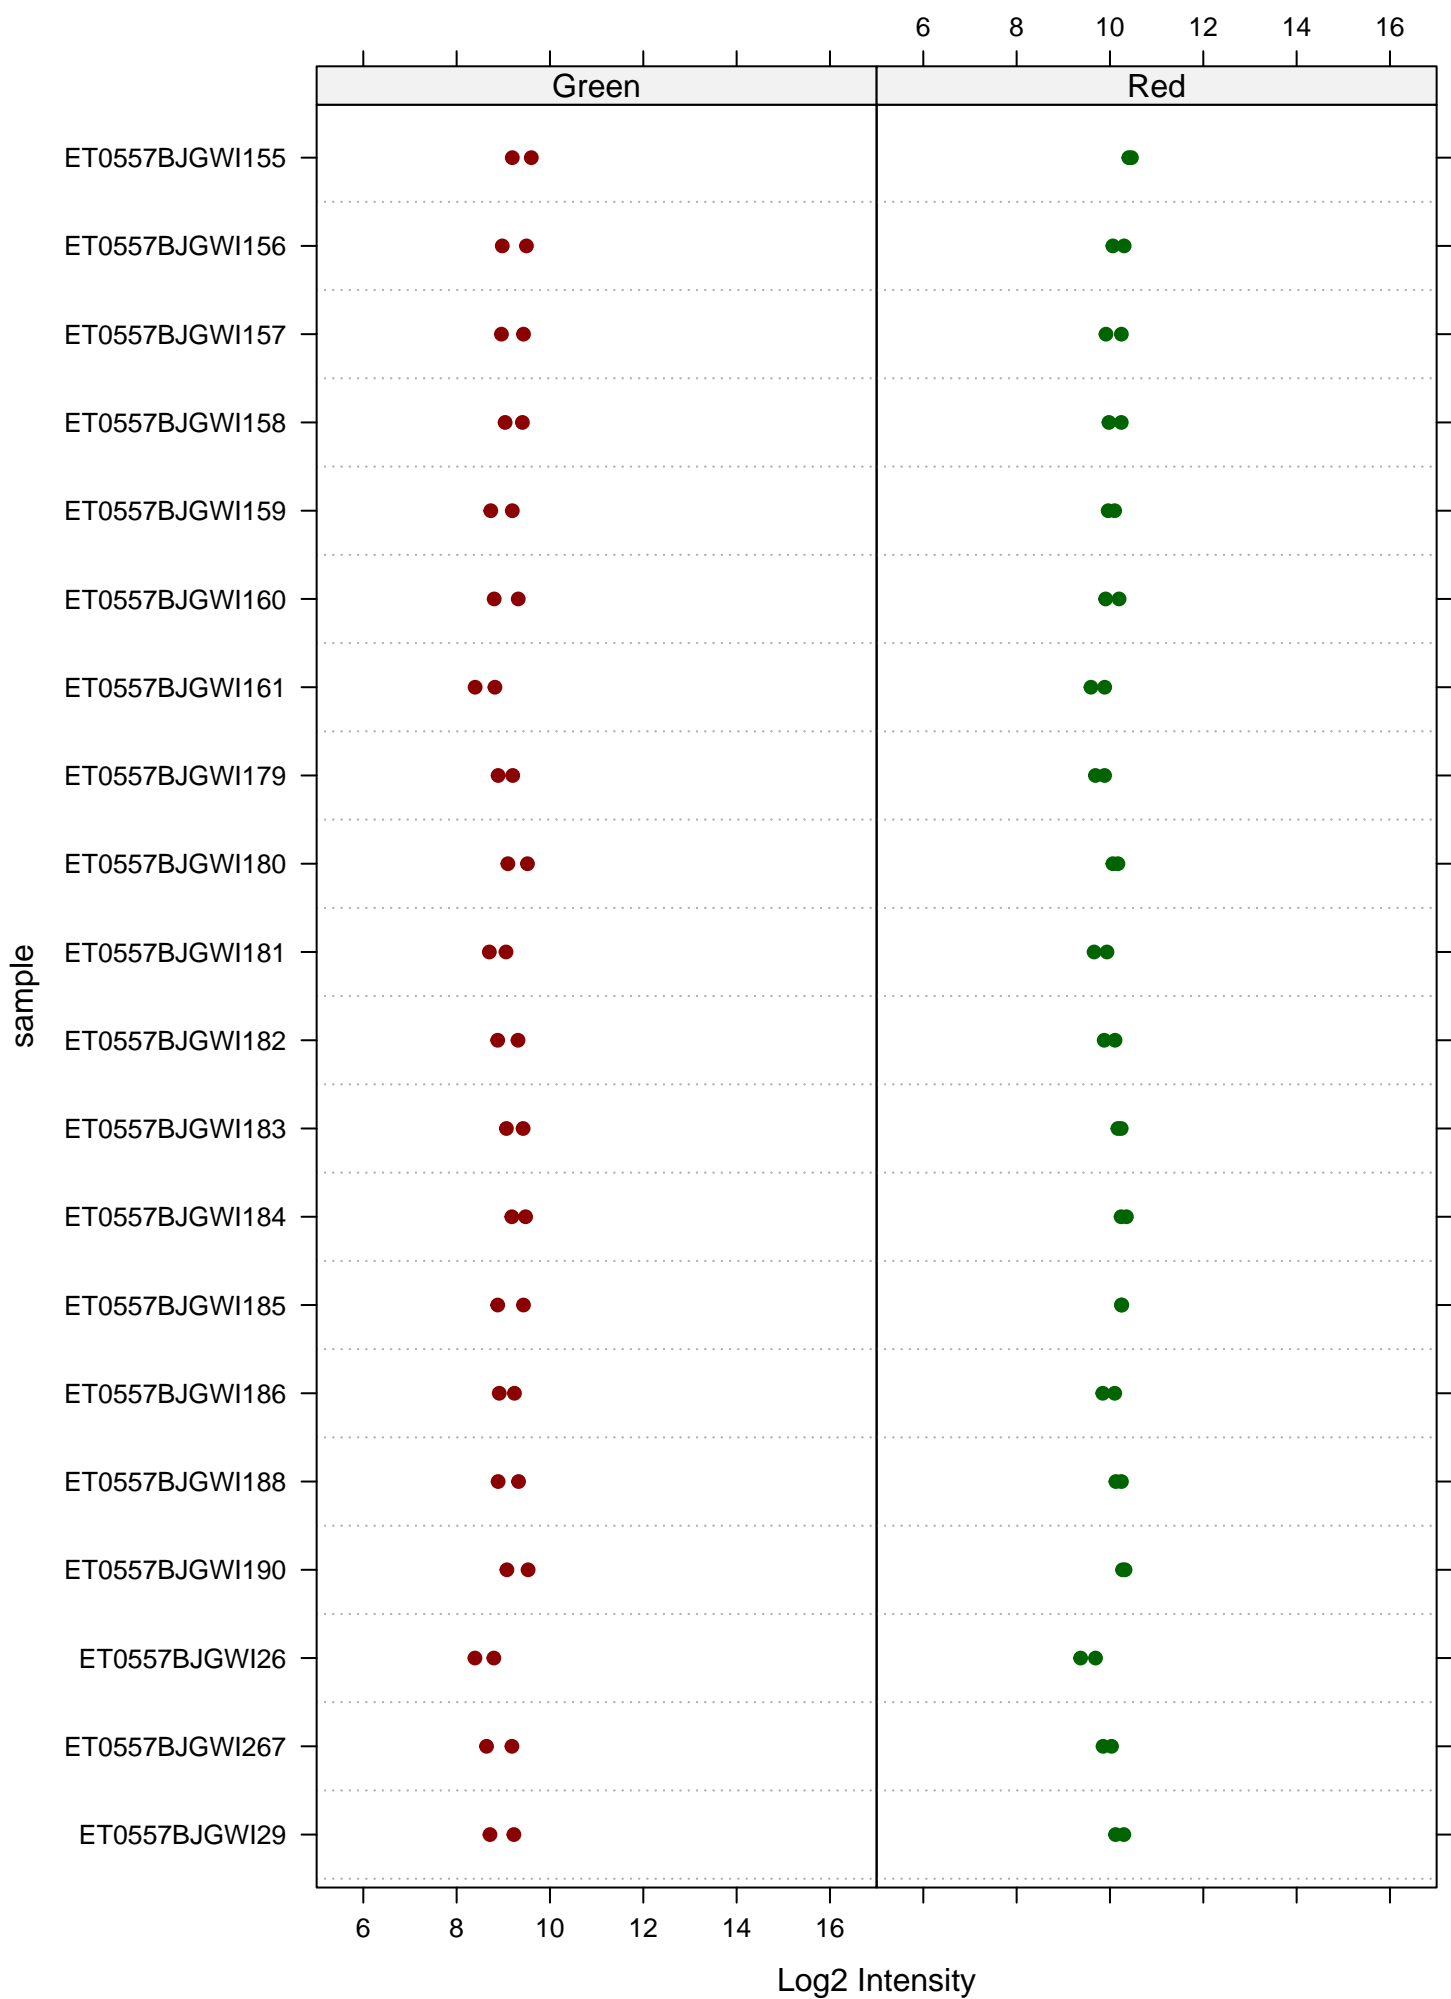 6 8 10 12 14 16
Green Red
ET0557BJGWI155
ET0557BJGWI156
ET0557BJGWI157
ET0557BJGWI158
ET0557BJGWI159
ET0557BJGWI160
ET0557BJGWI161
ET0557BJGWI179
ET0557BJGWI180
ET0557BJGWI181
ET0557BJGWI182
ET0557BJGWI183
ET0557BJGWI184
ET0557BJGWI185
ET0557BJGWI186
ET0557BJGWI188
ET0557BJGWI190
ET0557BJGWI26
ET0557BJGWI267
ET0557BJGWI29
sample
6 8 10 12 14 16
Log2 Intensity